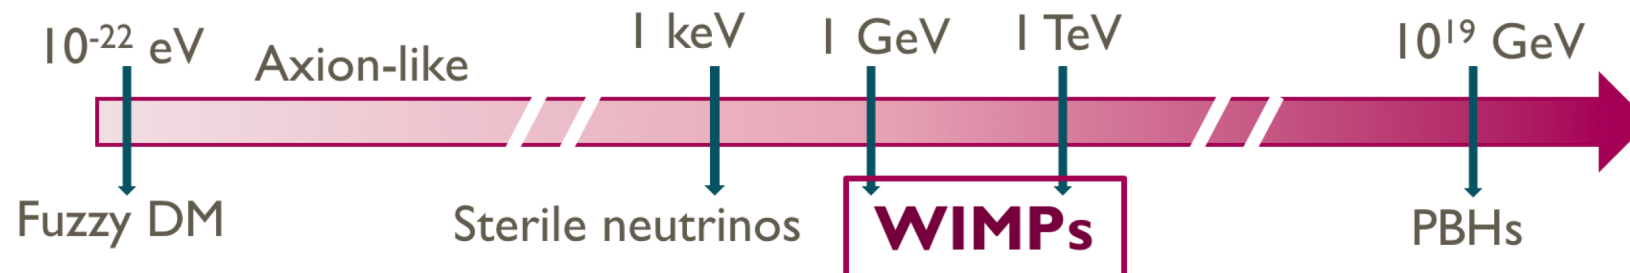 10⁻²² eV
Axion-like
1 keV
1 GeV
1 TeV
10¹⁹ GeV
Fuzzy DM
Sterile neutrinos
WIMPs
PBHs